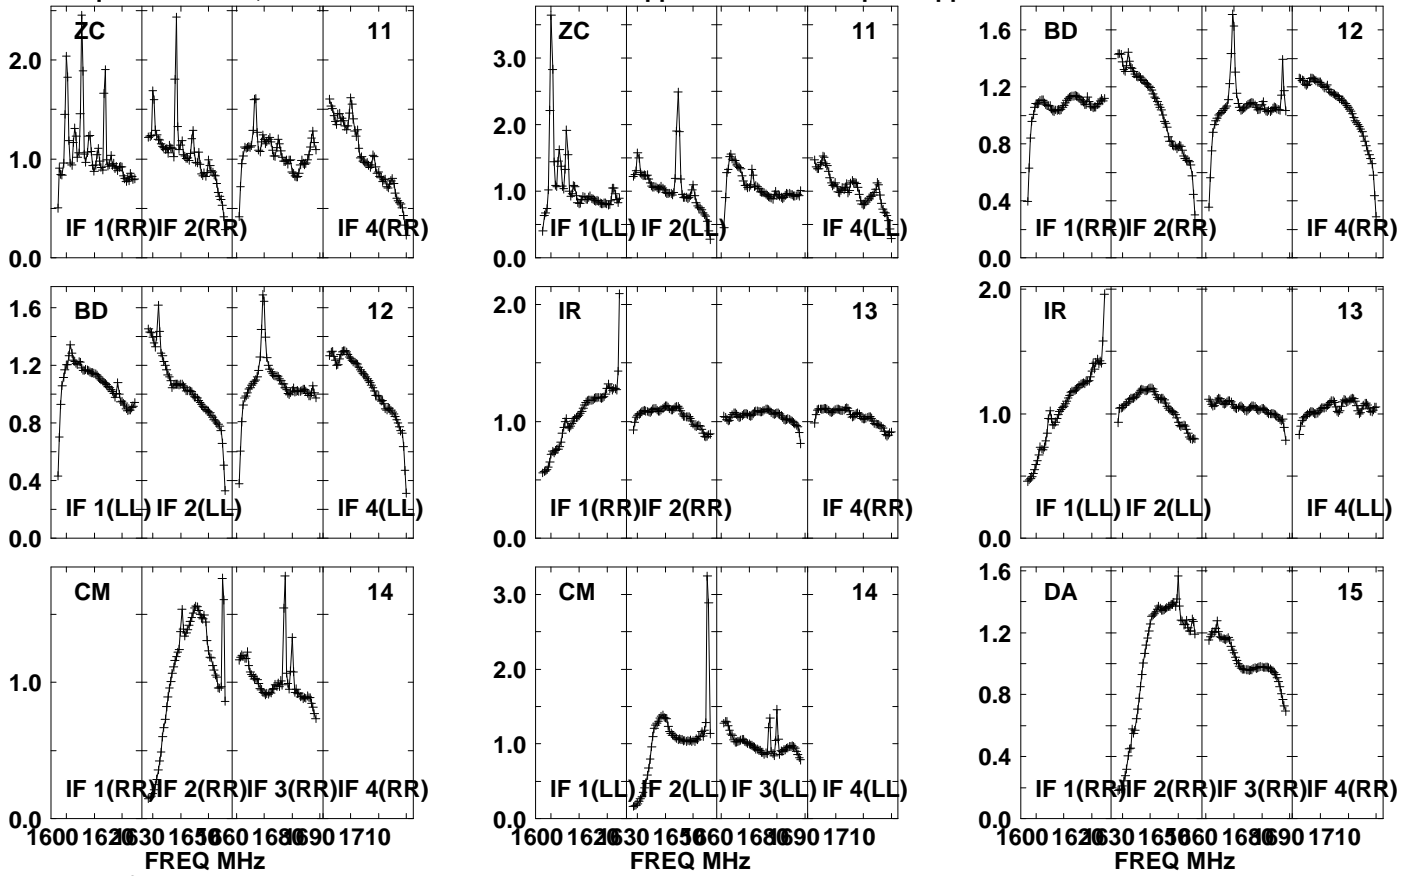 ZC 11 ZC 11 BD 12
2.0 3.0 1.6
1.2
1.0 2.0 0.8
1.0 0.4
IF 1(RR) IF 2(RR) IF 4(RR) IF 1(LL) IF 2(LL) IF 4(LL) IF 1(RR) IF 2(RR) IF 4(RR)
0.0 0.0 0.0
BD 12 IR 13 IR 13
1.6 2.0 2.0
1.2
0.8 1.0 1.0
0.4
IF 1(LL) IF 2(LL) IF 4(LL) IF 1(RR) IF 2(RR) IF 4(RR) IF 1(LL) IF 2(LL) IF 4(LL)
0.0 0.0 0.0
CM 14 CM 14 DA 15
3.0 1.6
1.2
1.0 2.0 0.8
1.0 0.4
IF 1(RR) IF 2(RR) IF 3(RR) IF 4(RR) IF 1(LL) IF 2(LL) IF 3(LL) IF 4(LL) IF 1(RR) IF 2(RR) IF 3(RR) IF 4(RR)
0.0 0.0 0.0
1600 1620 1630 1650 1660 1680 1690 1710 1600 1620 1630 1650 1660 1680 1690 1710 1600 1620 1630 1650 1660 1680 1690 1710
FREQ MHz FREQ MHz FREQ MHz